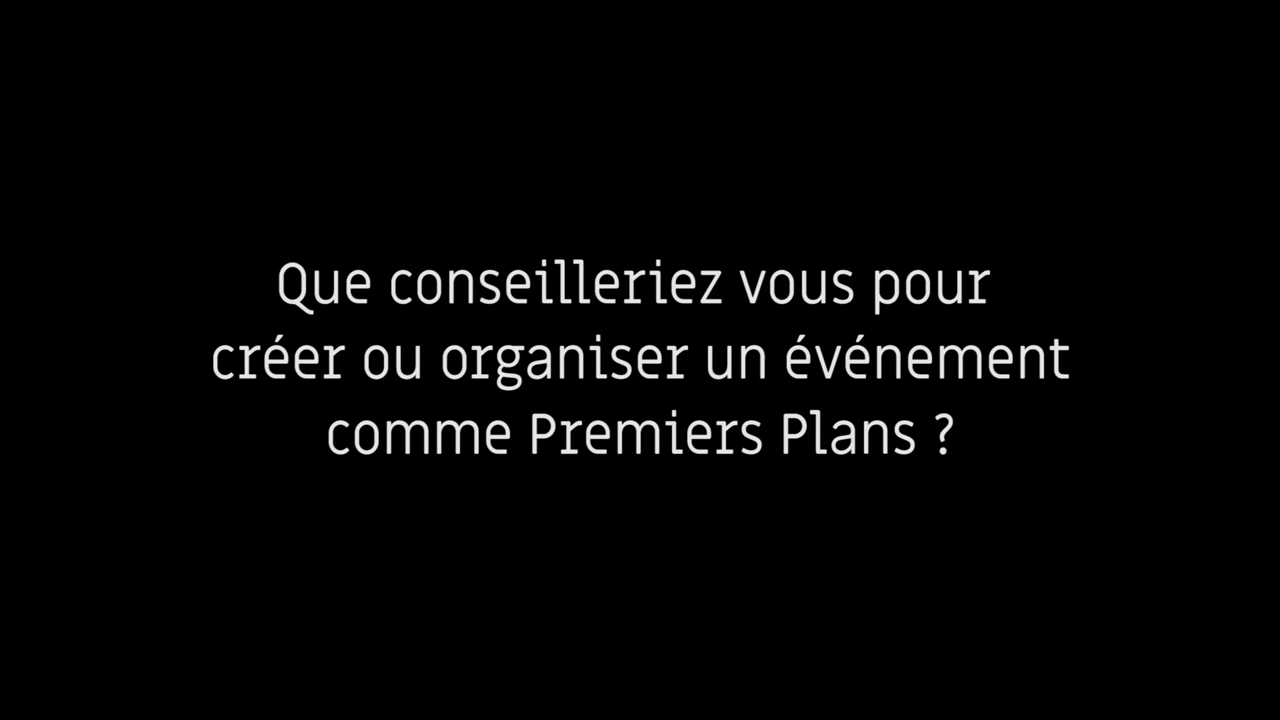 Que conseilleriez vous pour
créer ou organiser un événement
comme Premiers Plans ?